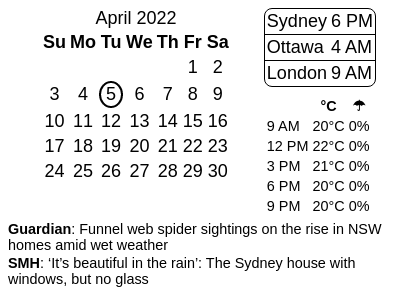 April 2022
Su Mo Tu We Th Fr Sa
1 2
3 4 5 6 7 8 9
10 11 12 13 14 15 16
17 18 19 20 21 22 23
24 25 26 27 28 29 30
Sydney 6 PM
Ottawa 4 AM
London 9 AM
°C ☂
9 AM 20°C 0%
12 PM 22°C 0%
3 PM 21°C 0%
6 PM 20°C 0%
9 PM 20°C 0%
Guardian: Funnel web spider sightings on the rise in NSW
homes amid wet weather
SMH: ‘It’s beautiful in the rain’: The Sydney house with
windows, but no glass